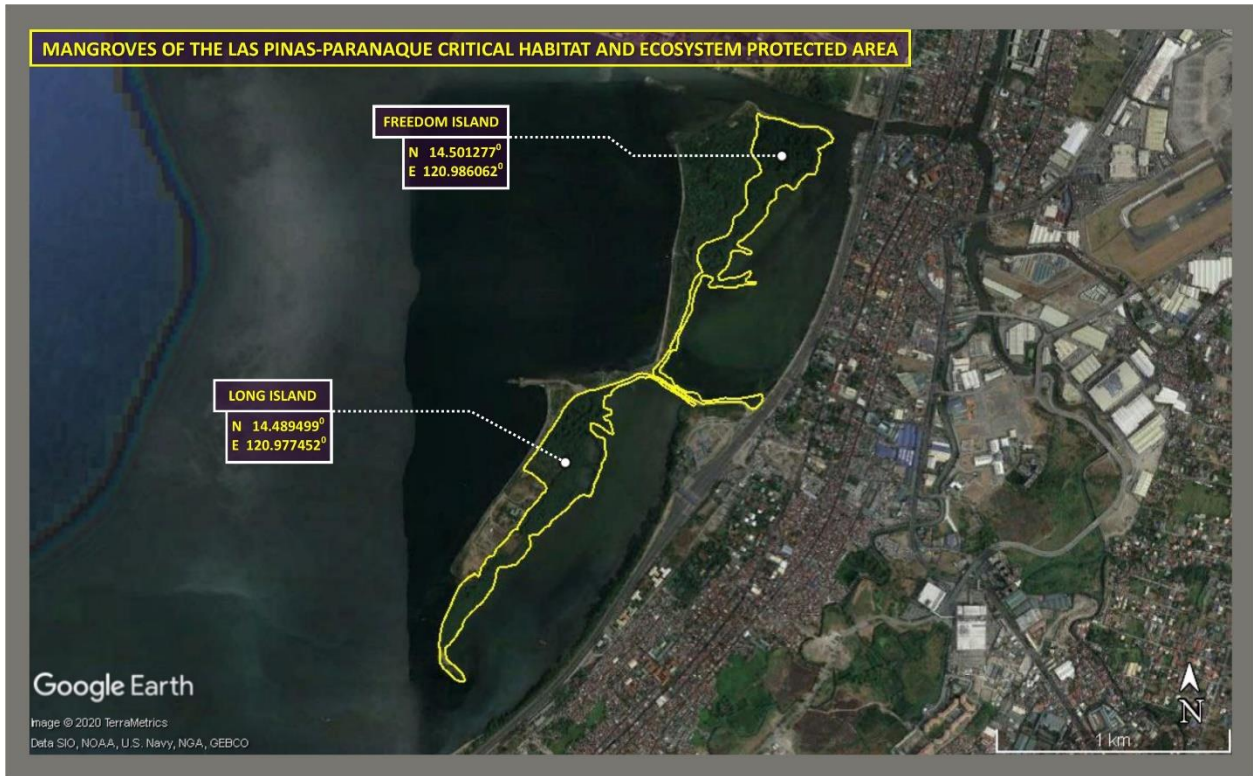 MANGROVES OF THE LAS PINAS-PARANAQUE CRITICAL HABITAT AND ECOSYSTEM PROTECTED AREA
FREEDOM ISLAND
N 14.501277⁰
E 120.986062⁰
LONG ISLAND
N 14.489499⁰
E 120.977452⁰
Google Earth
Image © 2020 TerraMetrics
Data SIO, NOAA, U.S. Navy, NGA, GEBCO
N
1 km